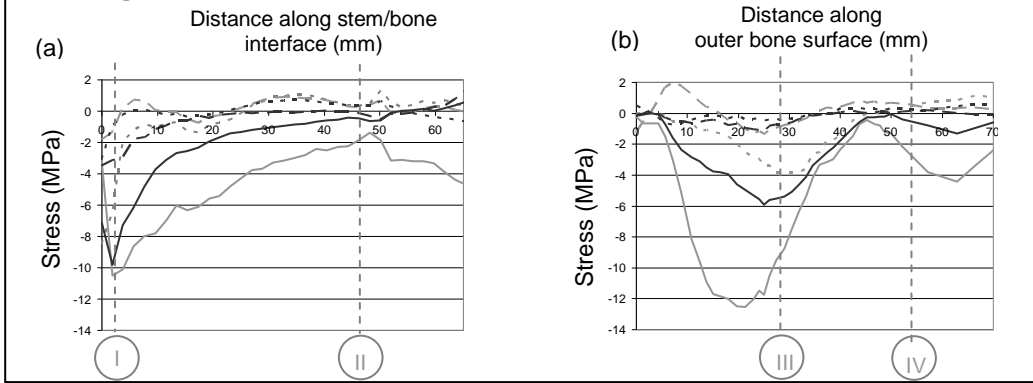 Distance along stem/bone
interface (mm)
(a)
Stress (MPa)
2
0
-2
-4
-6
-8
-10
-12
-14
0 10 20 30 40 50 60
I
II
Distance along
outer bone surface (mm)
(b)
Stress (MPa)
2
0
-2
-4
-6
-8
-10
-12
-14
0 10 20 30 40 50 60 70
III
IV